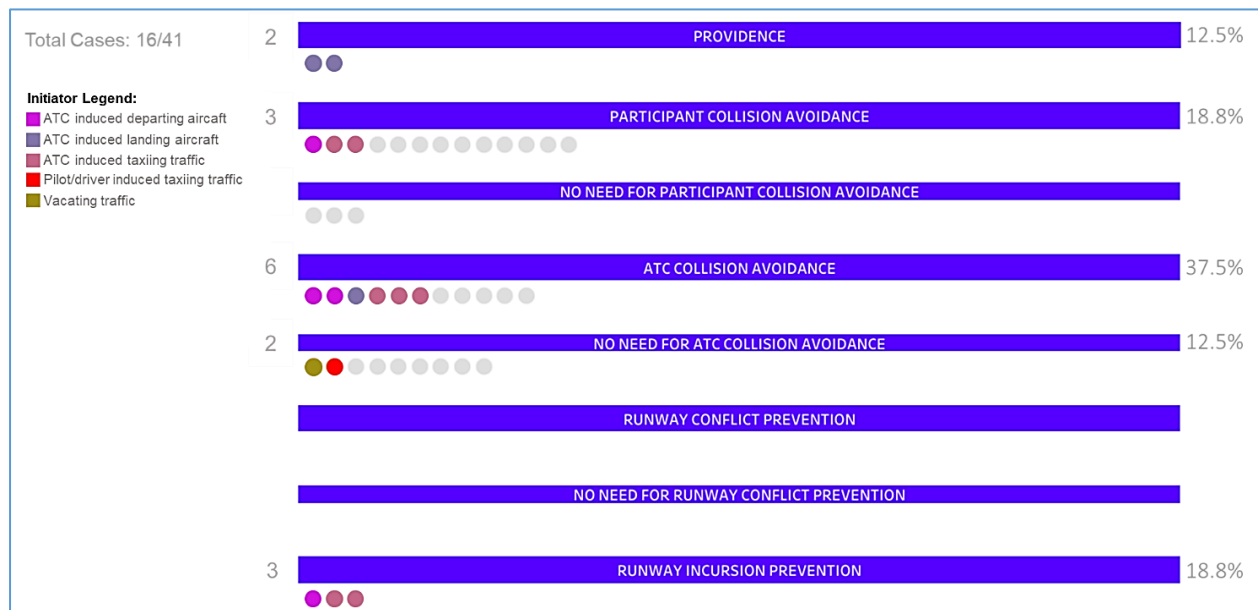 Total Cases: 16/41
2 PROVIDENCE 12.5%
Initiator Legend:
ATC induced departing aicraft
ATC induced landing aircaft
ATC induced taxiing traffic
Pilot/driver induced taxiing traffic
Vacating traffic
3 PARTICIPANT COLLISION AVOIDANCE 18.8%
NO NEED FOR PARTICIPANT COLLISION AVOIDANCE
6 ATC COLLISION AVOIDANCE 37.5%
2 NO NEED FOR ATC COLLISION AVOIDANCE 12.5%
RUNWAY CONFLICT PREVENTION
NO NEED FOR RUNWAY CONFLICT PREVENTION
3 RUNWAY INCURSION PREVENTION 18.8%